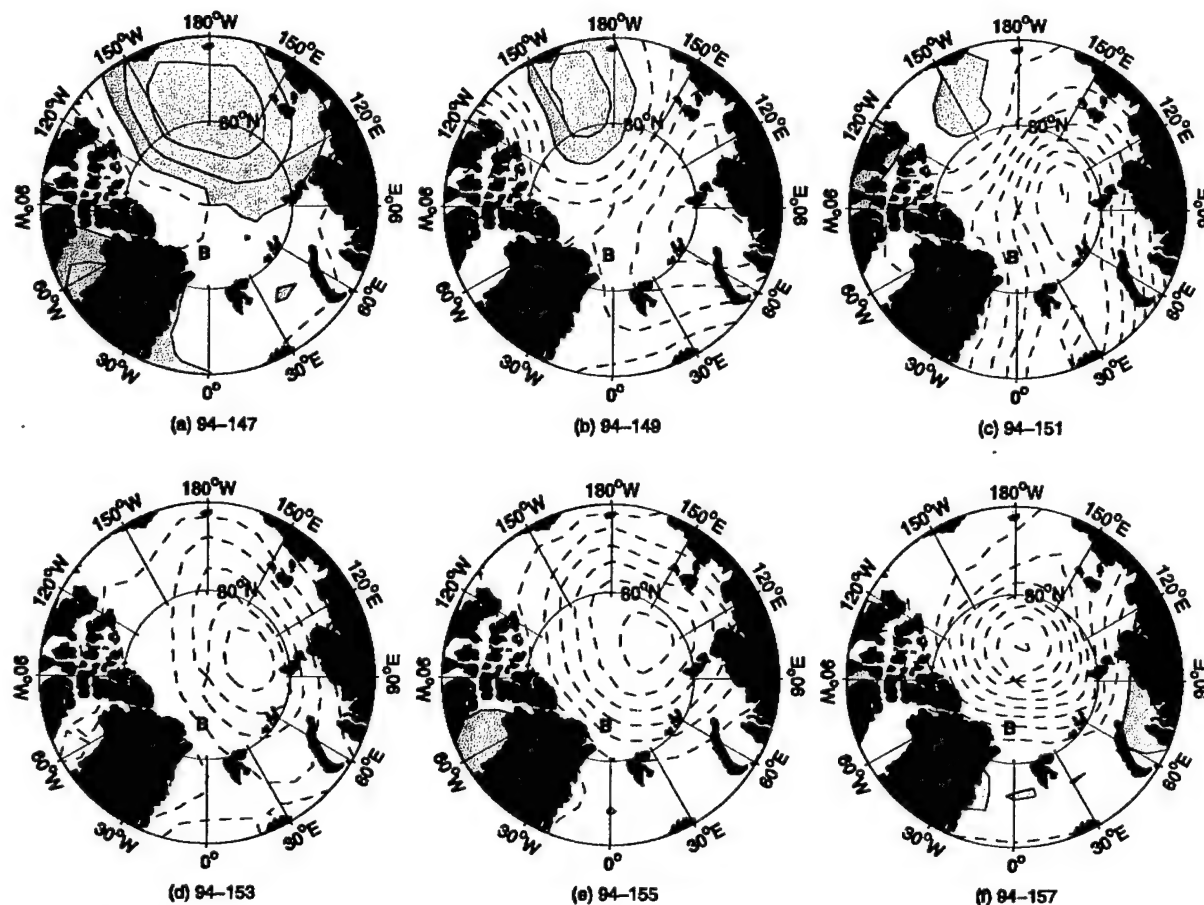 180°W
150°W
150°E
120°W
120°E
80°N
90°W
90°E
B
60°W
60°E
30°W
30°E
0°
(a) 94–147
180°W
150°W
150°E
120°W
120°E
80°N
90°W
90°E
B
60°W
60°E
30°W
30°E
0°
(b) 94–149
180°W
150°W
150°E
120°W
120°E
80°N
90°W
90°E
B
60°W
60°E
30°W
30°E
0°
(c) 94–151
180°W
150°W
150°E
120°W
120°E
80°N
90°W
90°E
B
60°W
60°E
30°W
30°E
0°
(d) 94–153
180°W
150°W
150°E
120°W
120°E
80°N
90°W
90°E
B
60°W
60°E
30°W
30°E
0°
(e) 94–155
180°W
150°W
150°E
120°W
120°E
80°N
90°W
90°E
B
60°W
60°E
30°W
30°E
0°
(f) 94–157